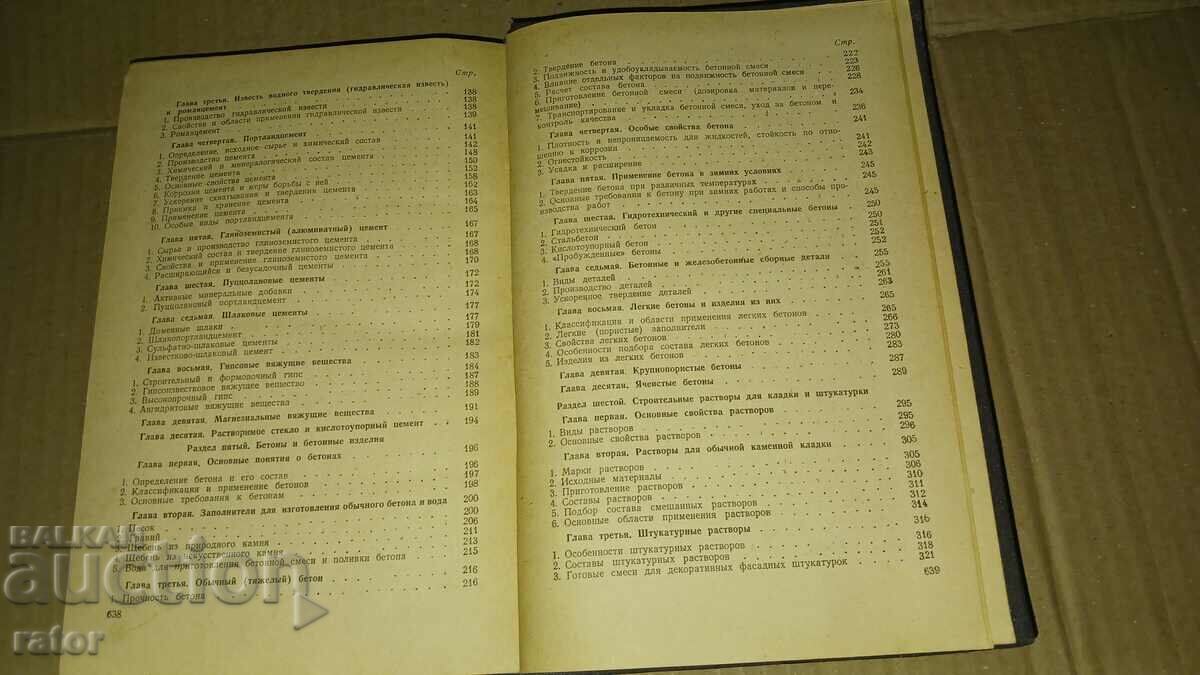 Стр.
Глава третья. Известь водного твердения (гидравлическая известь)
и романцемент 138
1. Производство гидравлической извести 138
2. Свойства и области применения гидравлической извести 138
3. Романцемент 139
Глава четвертая. Портландцемент 141
1. Определение, исходное сырье и химический состав 141
2. Производство цемента 142
3. Химический и минералогический состав цемента 148
4. Твердение цемента 150
5. Основные свойства цемента 152
6. Коррозия цемента и меры борьбы с ней 158
7. Ускорение схватывания и твердения цемента 162
8. Приемка и хранение цемента 163
9. Применение цемента 164
10. Особые виды портландцемента 165
Глава пятая. Глиноземистый (алюминатный) цемент 167
1. Сырье и производство глиноземистого цемента 167
2. Химический состав и твердение глиноземистого цемента 168
3. Свойства и применение глиноземистого цемента 168
4. Расширяющийся и безусадочный цементы 170
Глава шестая. Пуццолановые цементы 172
1. Активные минеральные добавки 172
2. Пуццолановый портландцемент 174
Глава седьмая. Шлаковые цементы 177
1. Доменные шлаки 177
2. Шлакопортландцемент 179
3. Сульфатно-шлаковые цементы 181
4. Известково-шлаковый цемент 182
Глава восьмая. Гипсовые вяжущие вещества 183
1. Строительный и формовочный гипс 184
2. Гипсоизвестковое вяжущее вещество 187
3. Высокопрочный гипс 188
4. Ангидритовые вяжущие вещества 189
Глава девятая. Магнезиальные вяжущие вещества 191
Глава десятая. Растворимое стекло и кислотоупорный цемент . . 194
Раздел пятый. Бетоны и бетонные изделия
Глава первая. Основные понятия о бетонах 196
1. Определение бетона и его состав 196
2. Классификация и применение бетонов 197
3. Основные требования к бетонам 198
Глава вторая. Заполнители для изготовления обычного бетона и вода 200
Песок 200
Гравий 206
Щебень из природного камня 211
Щебень из искусственного камня 213
5. Вода для приготовления бетонной смеси и поливки бетона 215
Глава третья. Обычный (тяжелый) бетон 216
1. Прочность бетона 216
638
Стр.
2. Твердение бетона 222
3. Подвижность и удобоукладываемость бетонной смеси 223
4. Влияние отдельных факторов на подвижность бетонной смеси 226
5. Расчет состава бетона 228
6. Приготовление бетонной смеси (дозировка материалов и пере-
мешивание) 234
7. Транспортирование и укладка бетонной смеси, уход за бетоном и
контроль качества 236
Глава четвертая. Особые свойства бетона 241
1. Плотность и непроницаемость для жидкостей, стойкость по отно-
шению к коррозии 241
2. Огнестойкость 242
3. Усадка и расширение 243
Глава пятая. Применение бетона в зимних условиях 245
1. Твердение бетона при различных температурах
2. Основные требования к бетону при зимних работах и способы про-
изводства работ 245
Глава шестая. Гидротехнический и другие специальные бетоны 250
1. Гидротехнический бетон 250
2. Стальбетон 251
3. Кислотоупорный бетон 252
4. «Пробужденные» бетоны 252
Глава седьмая. Бетонные и железобетонные сборные детали 255
1. Виды деталей 255
2. Производство деталей 261
3. Ускорецное твердение деталей 263
Глава восьмая. Легкие бетоны и изделия из них 265
1. Классификация и области применения легких бетонов 265
2. Легкие (пористые) заполнители 266
3. Свойства легких бетонов 273
4. Особенности подбора состава легких бетонов 280
5. Изделия из легких бетонов 283
Глава девятая. Крупнопористые бетоны 287
Глава десятая. Ячеистые бетоны 289
Раздел шестой. Строительные растворы для кладки и штукатурки
Глава первая. Основные свойства растворов 295
1. Виды растворов 295
2. Основные свойства растворов 296
Глава вторая. Растворы для обычной каменной кладки 305
1. Марки растворов 305
2. Исходные материалы 306
3. Приготовление растворов 310
4. Составы растворов 311
5. Подбор состава смешанных растворов 312
6. Основные области применения растворов 314
Глава третья. Штукатурные растворы 316
1. Особенности штукатурных растворов 316
2. Составы штукатурных растворов 318
3. Готовые смеси для декоративных фасадных штукатурок 321
639
BALKAN
auction
rator